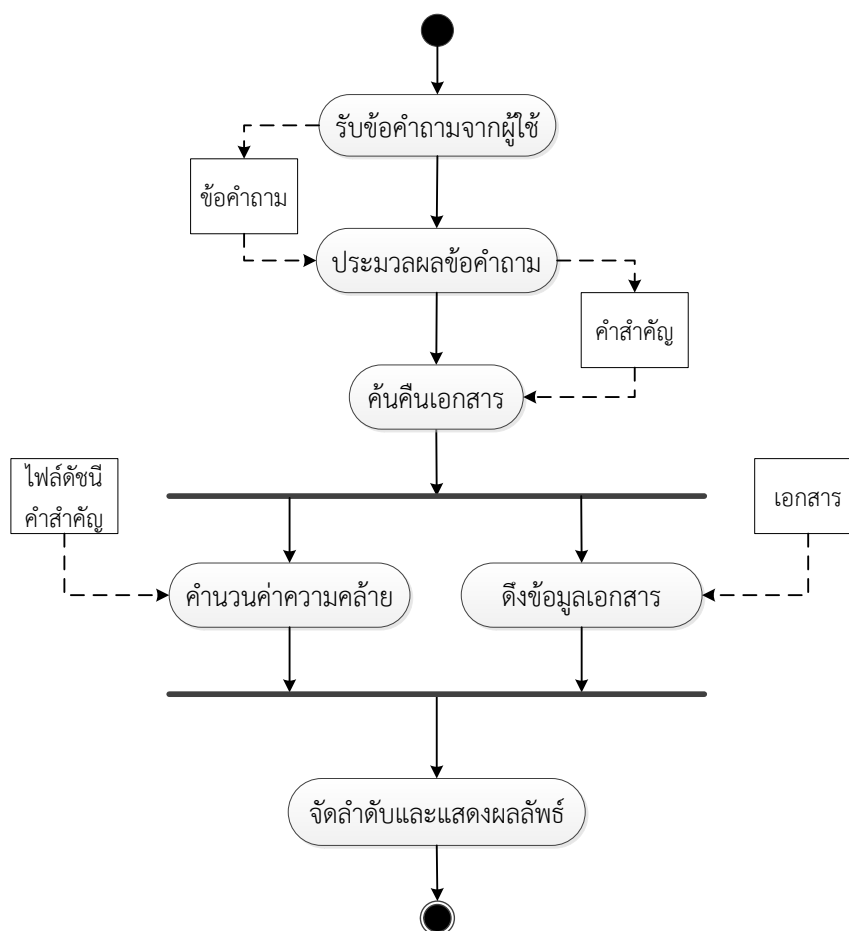 รับข้อคำถามจากผู้ใช้
ข้อคำถาม
ประมวลผลข้อคำถาม
คำสำคัญ
ค้นคืนเอกสาร
ไฟล์ดัชนี
คำสำคัญ
เอกสาร
คำนวนค่าความคล้าย
ดึงข้อมูลเอกสาร
จัดลำดับและแสดงผลลัพธ์